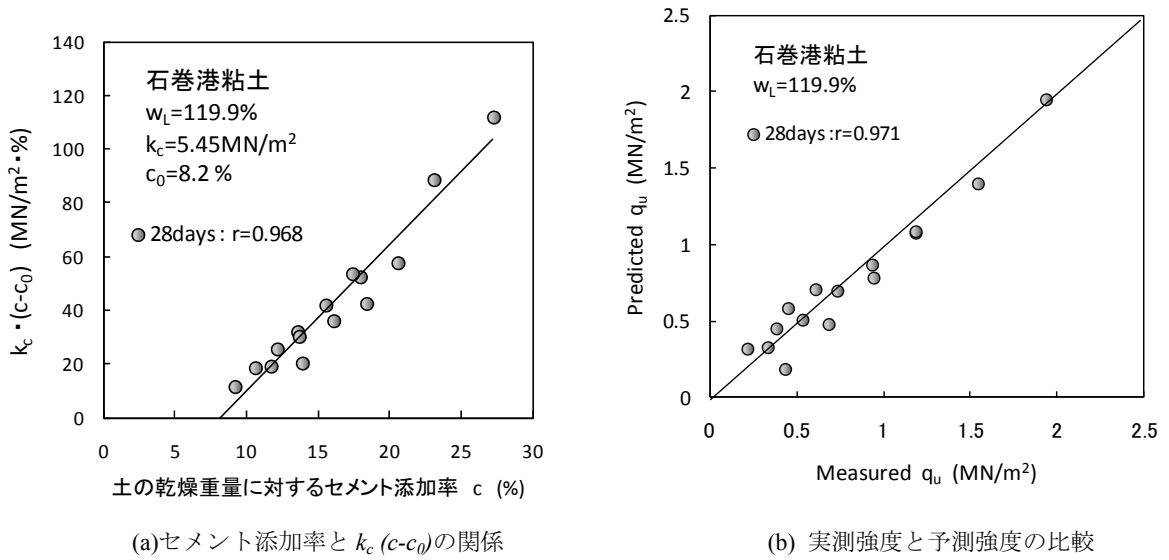 140
120
100
80
60
40
20
0
0 5 10 15 20 25 30
k_c・(c-c_0) (MN/m²・%)
土の乾燥重量に対するセメント添加率 c (%)
石巻港粘土
w_L=119.9%
k_c=5.45MN/m²
c_0=8.2 %
28days : r=0.968
(a)セメント添加率と k_c (c-c_0)の関係
2.5
2
1.5
1
0.5
0
0 0.5 1 1.5 2 2.5
Predicted q_u (MN/m²)
Measured q_u (MN/m²)
石巻港粘土
w_L=119.9%
28days :r=0.971
(b) 実測強度と予測強度の比較